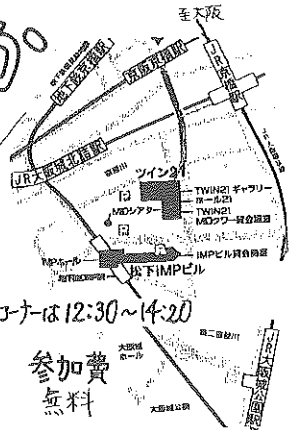 か
至大阪
地下鉄京橋駅
京阪京橋駅
JR京橋駅
JR大阪城北詰駅
ツイン21
TWIN21 ギャラリー
ホール21
TWIN21
MIDタワー貸会議室
MIDシアター
IMPホール
IMPビル貸会議室
松下IMPビル
コーナーは12:30〜14:20
大阪城
ホール
第二寝屋川
参加費
無料
大阪城公園
JR大阪城公園駅